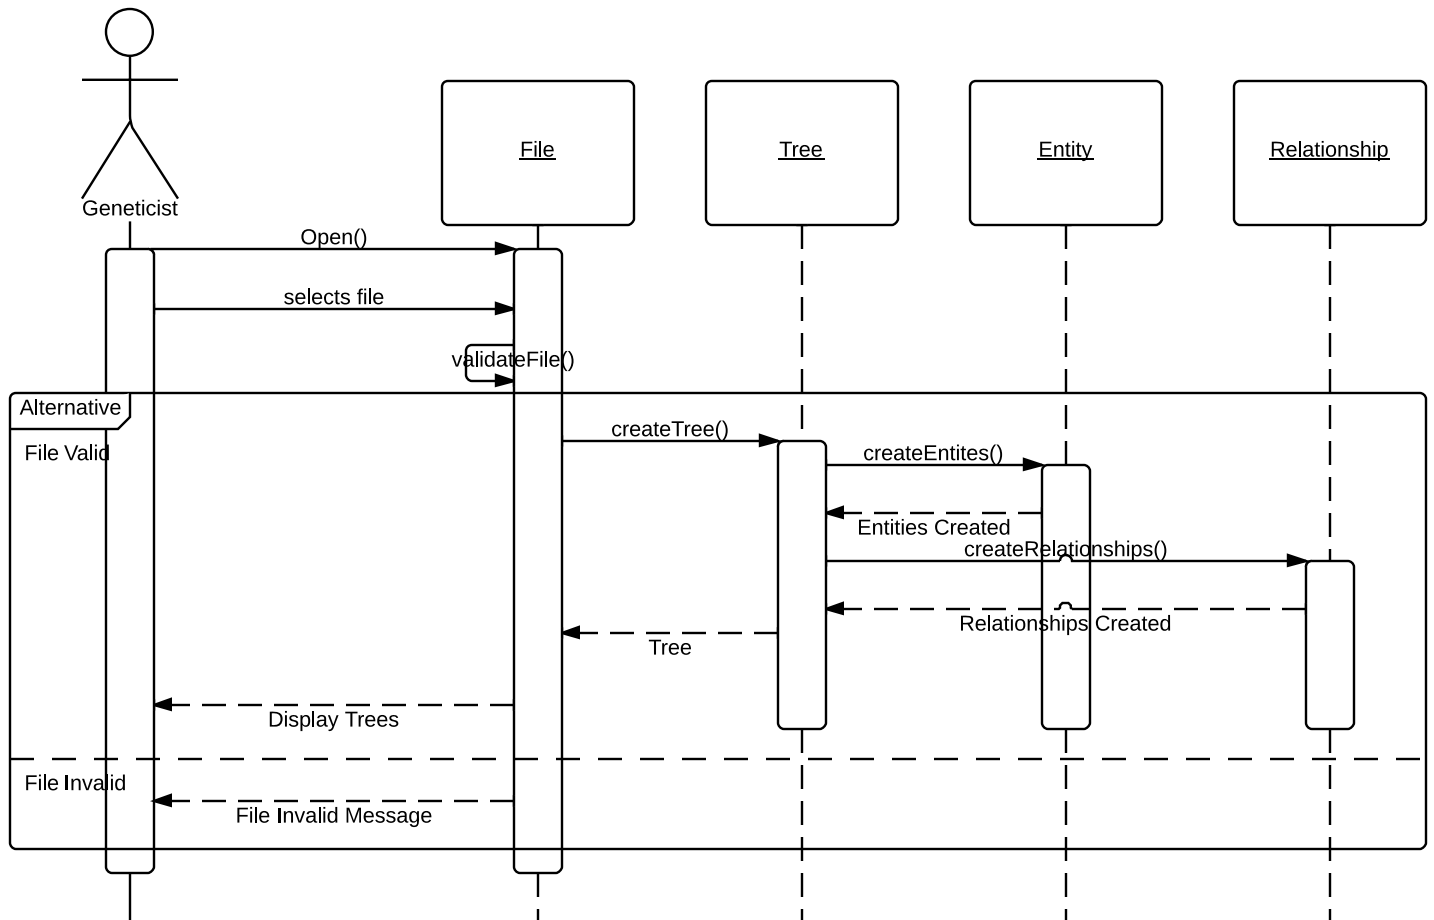 File
Tree
Entity
Relationship
Geneticist
Open()
selects file
validateFile()
Alternative
File Valid
createTree()
createEntites()
Entities Created
createRelationships()
Relationships Created
Tree
Display Trees
File Invalid
File Invalid Message